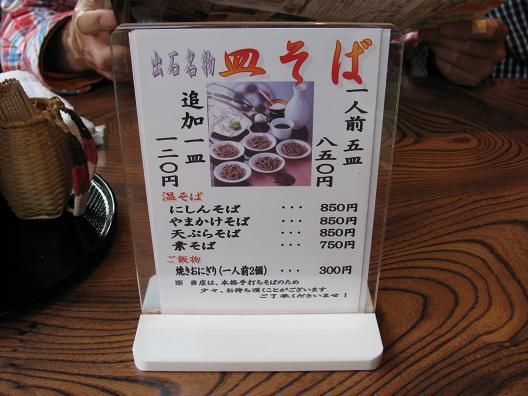 出石名物 皿そば
一人前五皿
八五〇円
追加一皿
一二〇円
温そば
にしんそば ・・・ 850円
やまかけそば ・・・ 850円
天ぷらそば ・・・ 850円
素そば ・・・ 750円
ご飯物
焼きおにぎり(一人前2個) ・・・ 300円
※ 当店は、本格手打ちそばのため
少々、お待ち頂くことがございます
ご了承くださいませ!